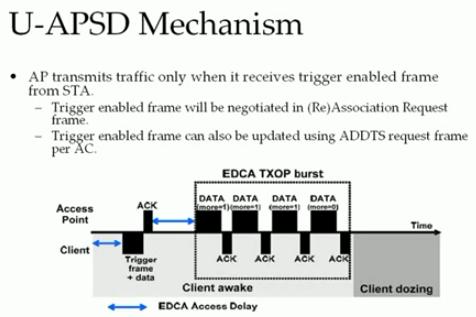 U-APSD Mechanism
• AP transmits traffic only when it receives trigger enabled frame
from STA.
– Trigger enabled frame will be negotiated in (Re)Association Request
frame.
– Trigger enabled frame can also be updated using ADDTS request frame
per AC.
EDCA TXOP burst
DATA DATA DATA DATA
(more=1) (more=1) (more=1) (more=0)
Access
Point
ACK
Time
Client
Trigger
frame
+ data
ACK ACK ACK ACK
Client awake
Client dozing
EDCA Access Delay